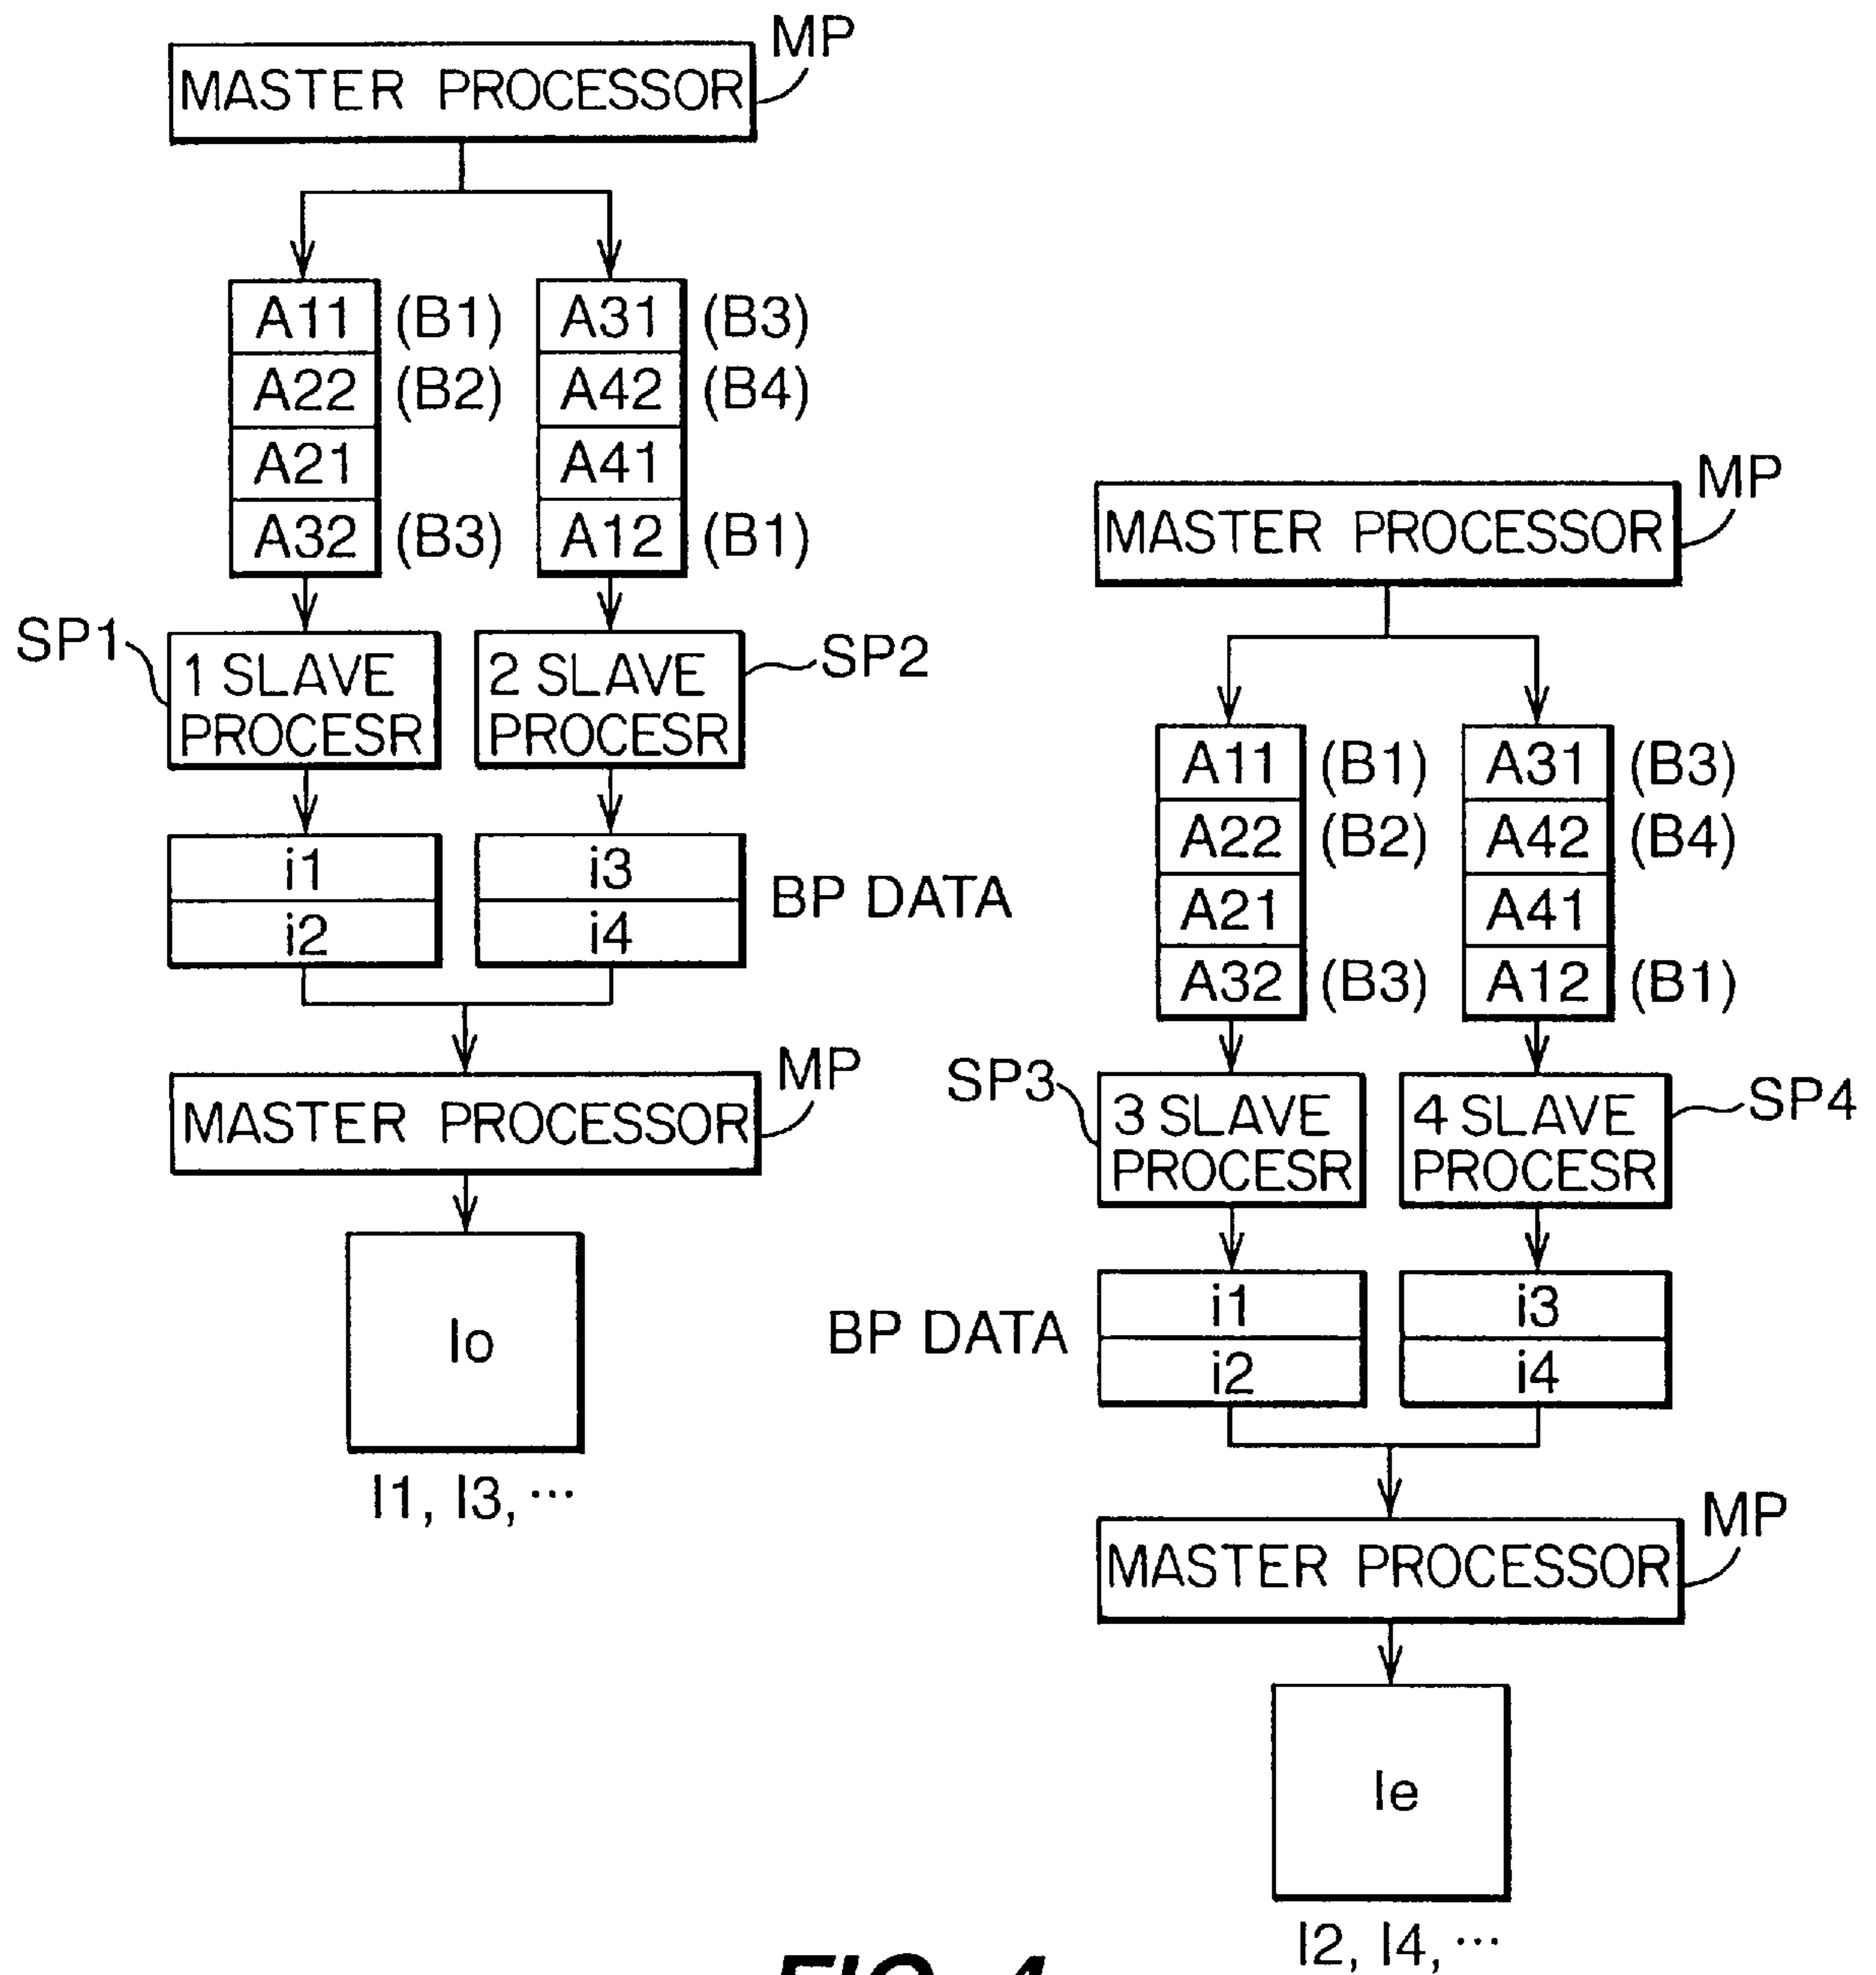 MP
MASTER PROCESSOR
A11 (B1) A31 (B3)
A22 (B2) A42 (B4)
A21 A41
A32 (B3) A12 (B1)
SP1
1 SLAVE
PROCESR
2 SLAVE
PROCESR
SP2
i1 i3
i2 i4
BP DATA
MP
MASTER PROCESSOR
Io
I1, I3, ...
MP
MASTER PROCESSOR
A11 (B1) A31 (B3)
A22 (B2) A42 (B4)
A21 A41
A32 (B3) A12 (B1)
SP3
3 SLAVE
PROCESR
4 SLAVE
PROCESR
SP4
BP DATA
i1 i3
i2 i4
MP
MASTER PROCESSOR
Ie
I2, I4, ...